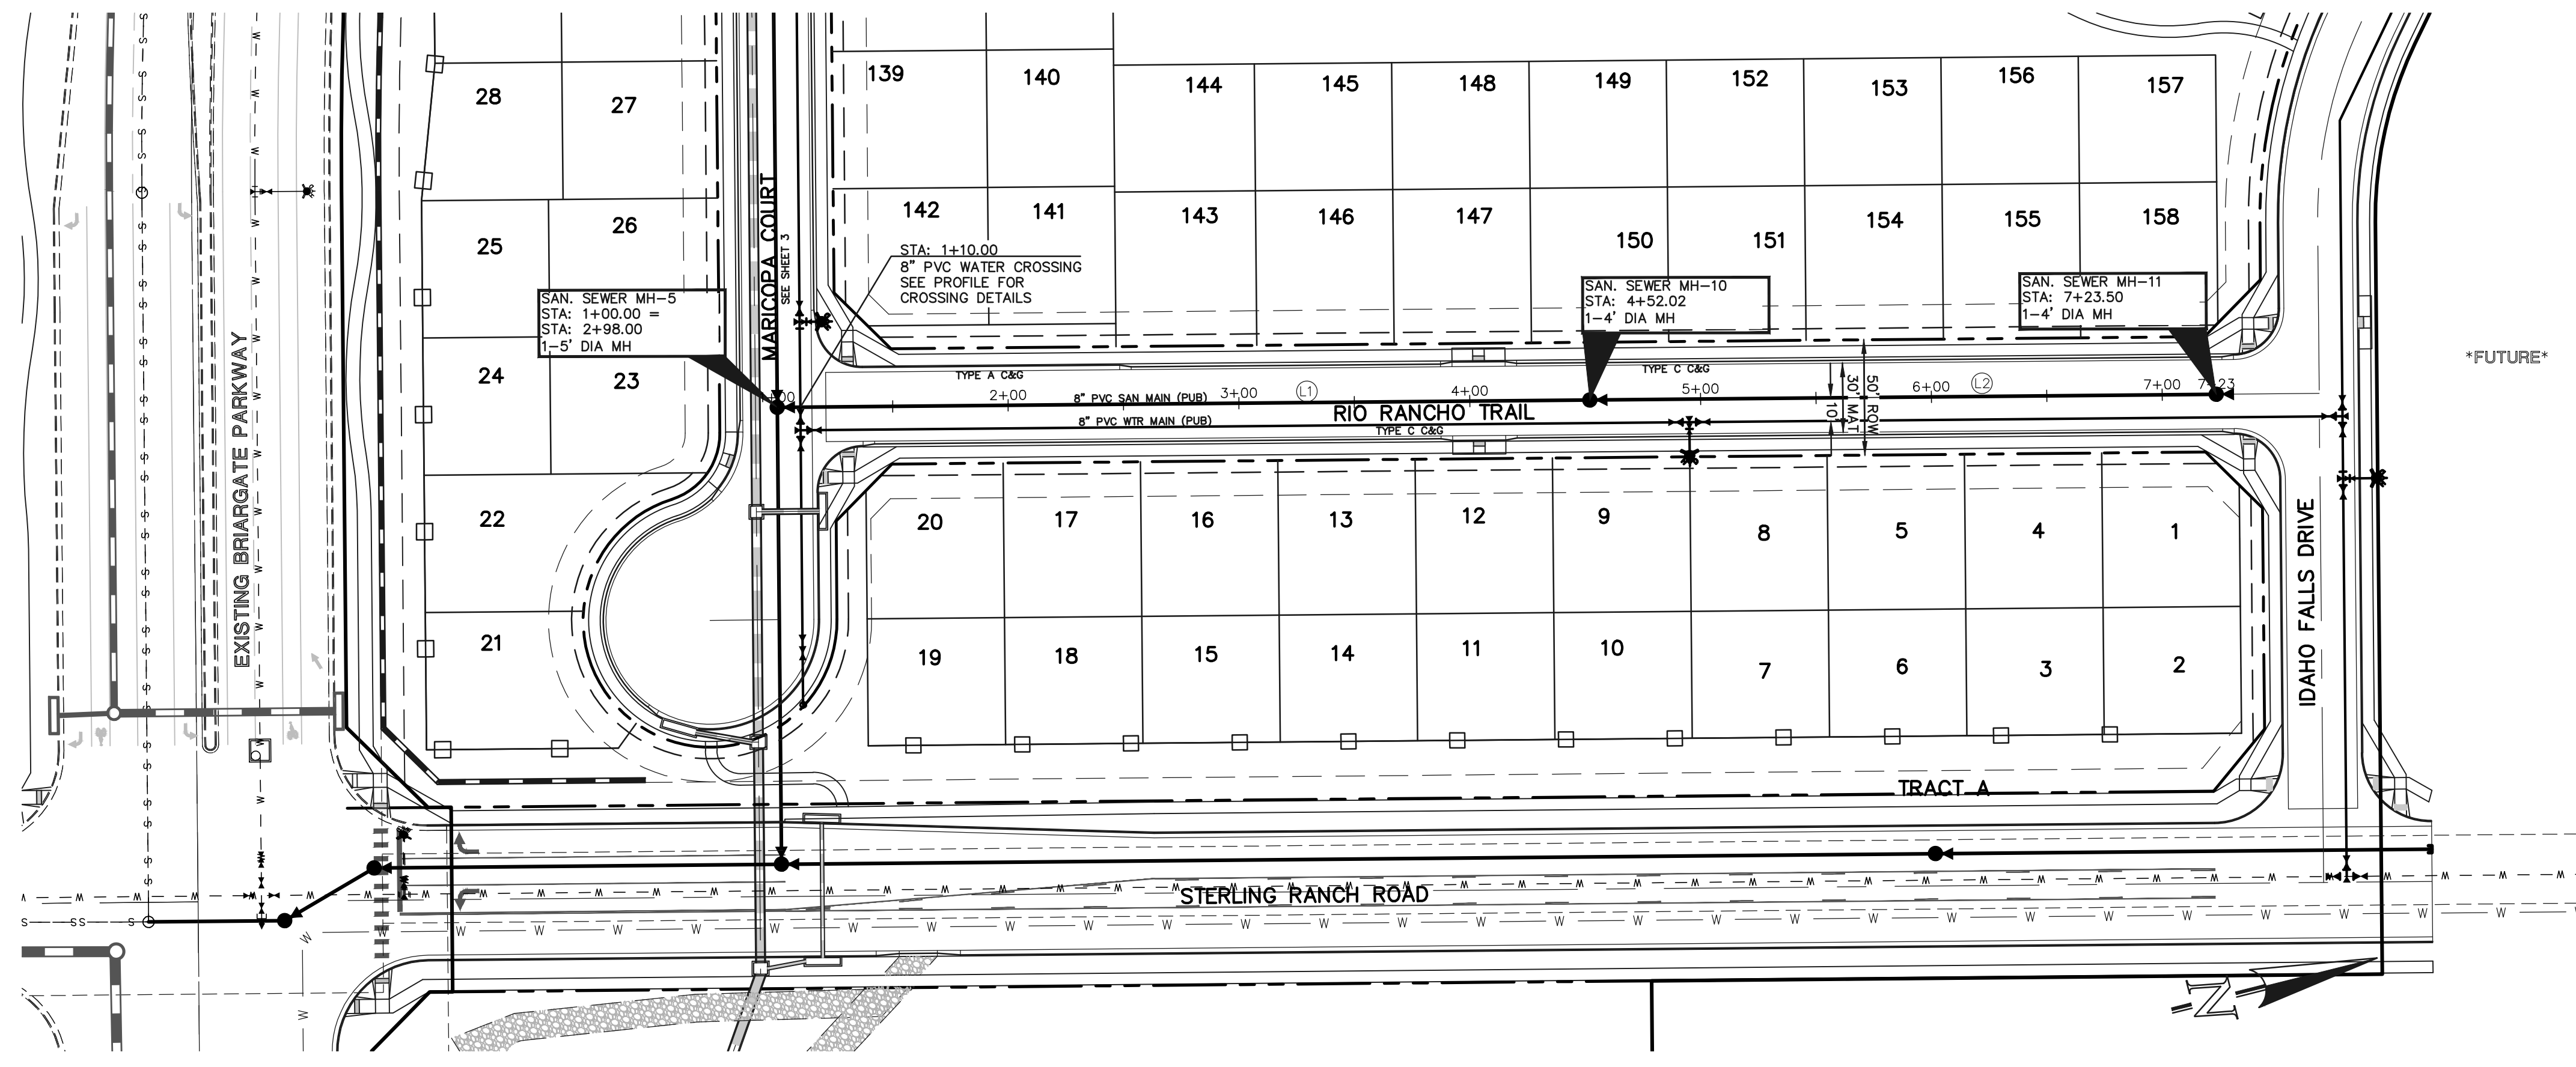 28
27
139
140
144
145
148
149
152
153
156
157
25
26
142
141
143
146
147
150
151
154
155
158
STA: 1+10.00
8" PVC WATER CROSSING
SEE PROFILE FOR
CROSSING DETAILS
SAN. SEWER MH-5
STA: 1+00.00 =
STA: 2+98.00
1-5' DIA MH
MARICOPA COURT
SEE SHEET 3
SAN. SEWER MH-10
STA: 4+52.02
1-4' DIA MH
SAN. SEWER MH-11
STA: 7+23.50
1-4' DIA MH
EXISTING BRIARGATE PARKWAY
*FUTURE*
24
23
TYPE A C&G
TYPE C C&G
2+00
3+00
L1
4+00
5+00
6+00
L2
7+00
8" PVC SAN MAIN (PUB)
RIO RANCHO TRAIL
8" PVC WTR MAIN (PUB)
TYPE C C&G
10'
30' MAT
50' ROW
22
20
17
16
13
12
9
8
5
4
1
IDAHO FALLS DRIVE
21
19
18
15
14
11
10
7
6
3
2
TRACT A
STERLING RANCH ROAD
N